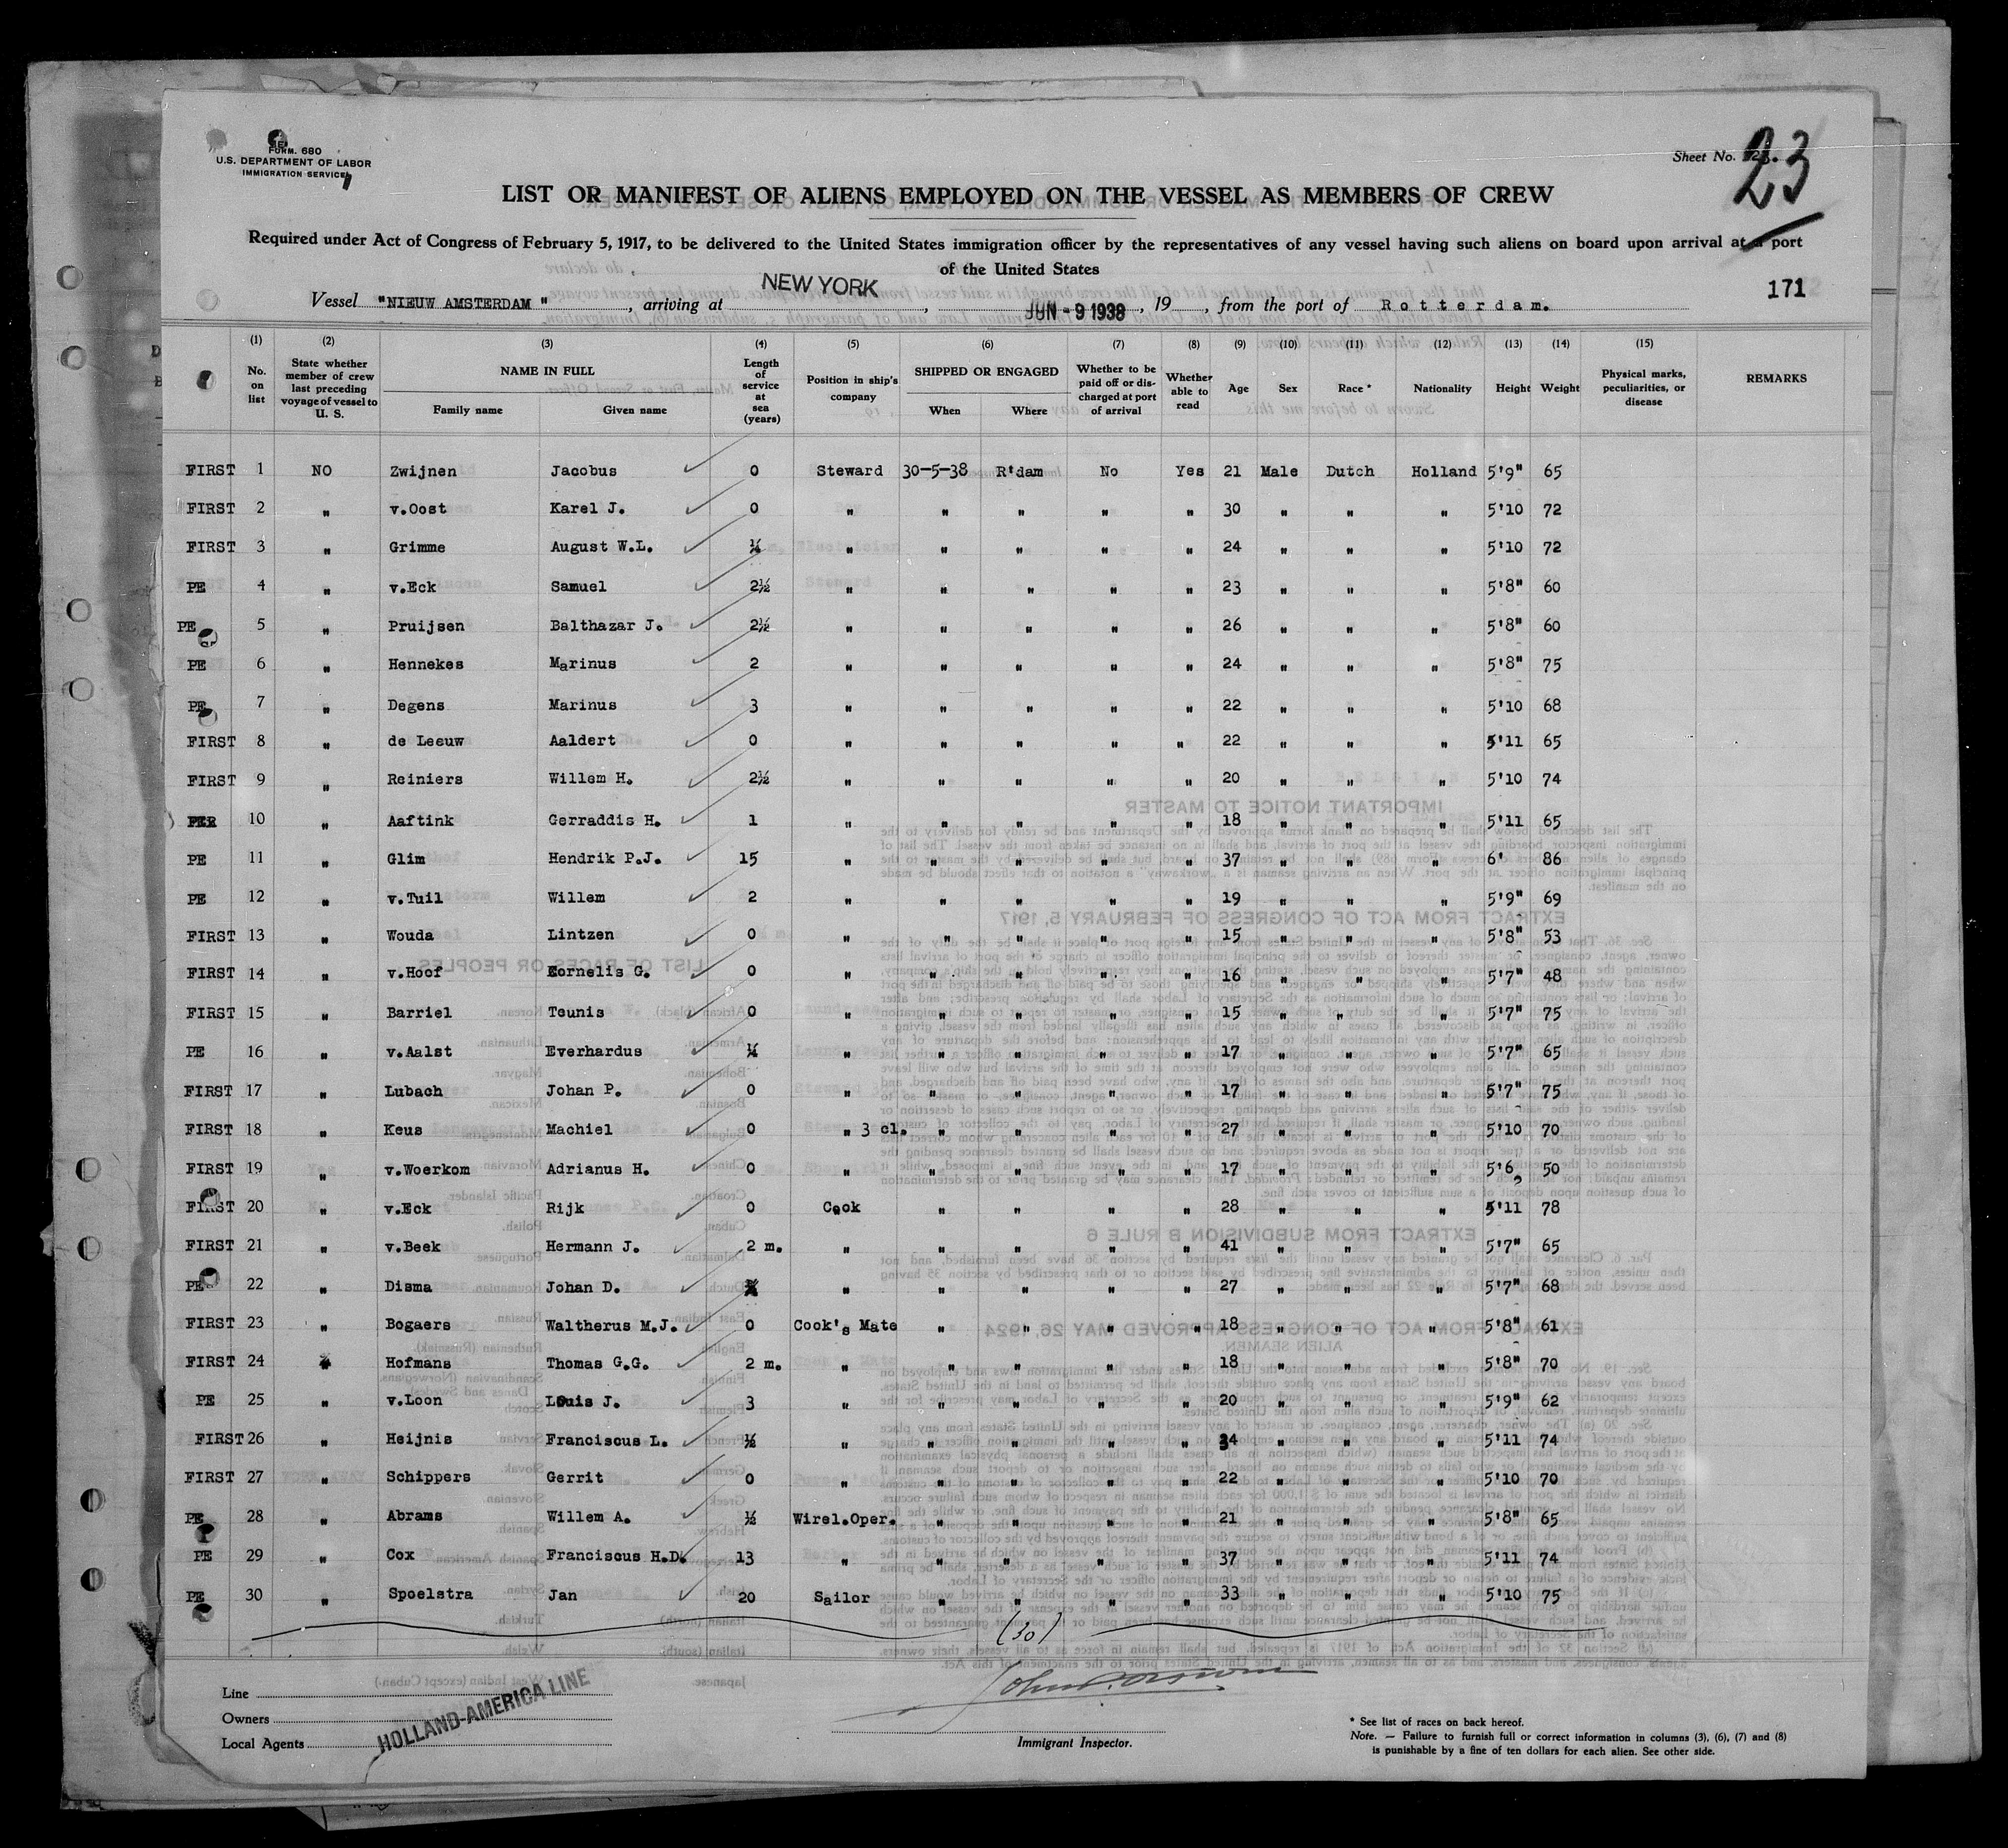 FORM. 680
U.S. DEPARTMENT OF LABOR
IMMIGRATION SERVICE
Sheet No. 23
LIST OR MANIFEST OF ALIENS EMPLOYED ON THE VESSEL AS MEMBERS OF CREW
Required under Act of Congress of February 5, 1917, to be delivered to the United States immigration officer by the representatives of any vessel having such aliens on board upon arrival at a port
of the United States
Vessel "NIEUW AMSTERDAM", arriving at NEW YORK, JUN - 9 1938, 19, from the port of Rotterdam. 171
(1) (2) (3) (4) (5) (6) (7) (8) (9) (10) (11) (12) (13) (14) (15)
No. on list State whether member of crew last preceding voyage of vessel to U. S. NAME IN FULL Family name Given name Length of service at sea (years) Position in ship's company SHIPPED OR ENGAGED When Where Whether to be paid off or discharged at port of arrival Whether able to read Age Sex Race * Nationality Height Weight Physical marks, peculiarities, or disease REMARKS
FIRST 1 NO Zwijnen Jacobus 0 Steward 30-5-38 R'dam No Yes 21 Male Dutch Holland 5'9" 65
FIRST 2 " v.Oost Karel J. 0 " " " " " 30 " " " 5'10 72
FIRST 3 " Grimme August W.L. ¼ " " " " " 24 " " " 5'10 72
PE 4 " v.Eck Samuel 2½ " " " " " 23 " " " 5'8" 60
PE 5 " Pruijsen Balthazar J. 2½ " " " " " 26 " " " 5'8" 60
PE 6 " Hennekes Marinus 2 " " " " " 24 " " " 5'8" 75
PE 7 " Degens Marinus 3 " " " " " 22 " " " 5'10 68
FIRST 8 " de Leeuw Aaldert 0 " " " " " 22 " " " 5'11 65
FIRST 9 " Reiniers Willem H. 2½ " " " " " 20 " " " 5'10 74
PER 10 " Aaftink Gerraddis H. 1 " " " " " 18 " " " 5'11 65
PE 11 " Glim Hendrik P.J. 15 " " " " " 37 " " " 6' 86
PE 12 " v.Tuil Willem 2 " " " " " 19 " " " 5'9" 69
FIRST 13 " Wouda Lintzen 0 " " " " " 15 " " " 5'8" 53
FIRST 14 " v.Hoof Kornelis G. 0 " " " " " 16 " " " 5'7" 48
FIRST 15 " Barriel Teunis 0 " " " " " 15 " " " 5'7" 75
PE 16 " v.Aalst Everhardus ¼ " " " " " 17 " " " 5'7" 65
FIRST 17 " Lubach Johan P. 0 " " " " " 17 " " " 5'7" 75
FIRST 18 " Keus Machiel 0 " 3 cl. " " " " 27 " " " 5'10 70
FIRST 19 " v.Woerkom Adrianus H. 0 " " " " " 17 " " " 5'6 50
FIRST 20 " v.Eck Rijk 0 Cook " " " " 28 " " " 5'11 78
FIRST 21 " v.Beek Hermann J. 2 m. " " " " " 41 " " " 5'7" 65
PE 22 " Disma Johan D. " " " " " 27 " " " 5'7" 68
FIRST 23 " Bogaers Waltherus M.J. 0 Cook's Mate " " " " 18 " " " 5'8" 61
FIRST 24 " Hofmans Thomas G.G. 2 m. " " " " " 18 " " " 5'8" 70
PE 25 " v.Loon Louis J. 3 " " " " " 20 " " " 5'9" 62
FIRST 26 " Heijnis Franciscus L. ½ " " " " " 34 " " " 5'11 74
FIRST 27 " Schippers Gerrit 0 " " " " " 22 " " " 5'10 70
PE 28 " Abrams Willem A. ½ Wirel.Oper. " " " " 21 " " " 5'8" 65
PE 29 " Cox Franciscus H.D. 13 " " " " " 37 " " " 5'11 74
PE 30 " Spoelstra Jan 20 Sailor " " " " 33 " " " 5'10 75
(30)
Line
Owners
Local Agents
HOLLAND-AMERICA LINE
Immigrant Inspector.
* See list of races on back hereof.
Note. — Failure to furnish full or correct information in columns (3), (6), (7) and (8)
is punishable by a fine of ten dollars for each alien. See other side.